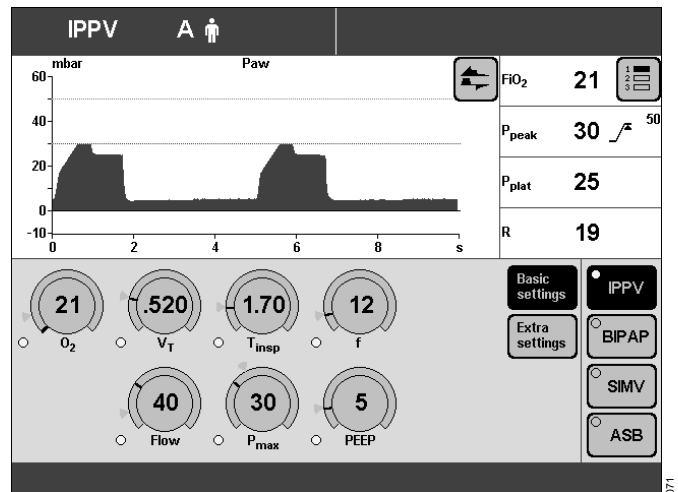 IPPV A
mbar Paw
60
40
20
0
-10
0 2 4 6 8 s
FiO2 21 1 2 3
Ppeak 30 50
Pplat 25
R 19
21 .520 1.70 12
O2 VT Tinsp f
40 30 5
Flow Pmax PEEP
Basic
settings
Extra
settings
IPPV
BIPAP
SIMV
ASB
071